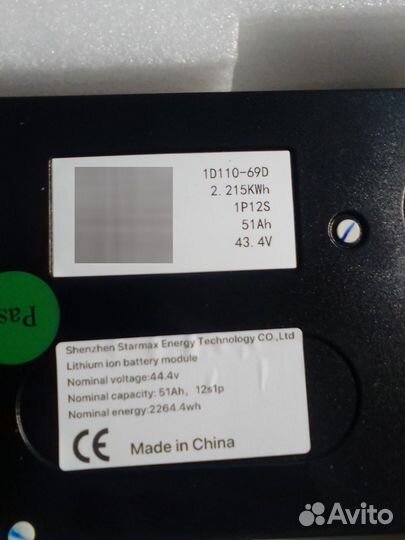 1D110-69D
2.215KWh
1P12S
51Ah
43.4V
Pas
Shenzhen Starmax Energy Technology CO.,Ltd
Lithium ion battery module
Nominal voltage:44.4v
Nominal capacity: 51Ah, 12s1p
Nominal energy:2264.4wh
CE Made in China
Avito